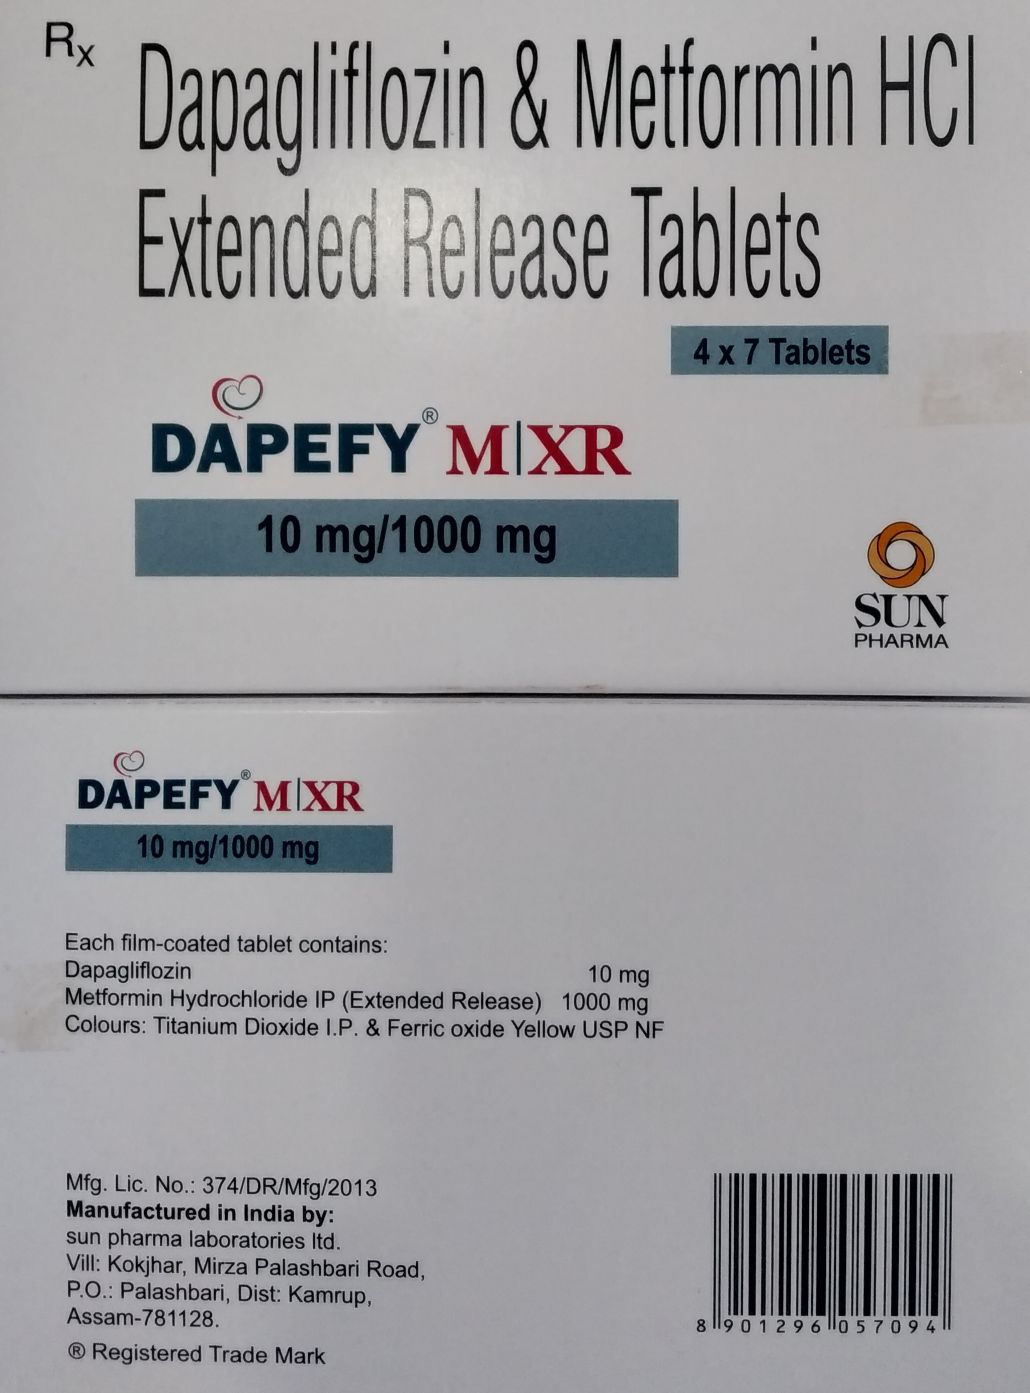 Rx
Dapagliflozin & Metformin HCl
Extended Release Tablets
4 x 7 Tablets
DAPEFY® M|XR
10 mg/1000 mg
SUN
PHARMA
DAPEFY® M|XR
10 mg/1000 mg
Each film-coated tablet contains:
Dapagliflozin 10 mg
Metformin Hydrochloride IP (Extended Release) 1000 mg
Colours: Titanium Dioxide I.P. & Ferric oxide Yellow USP NF
Mfg. Lic. No.: 374/DR/Mfg/2013
Manufactured in India by:
sun pharma laboratories ltd.
Vill: Kokjhar, Mirza Palashbari Road,
P.O.: Palashbari, Dist: Kamrup,
Assam-781128.
® Registered Trade Mark
8 901296 057094